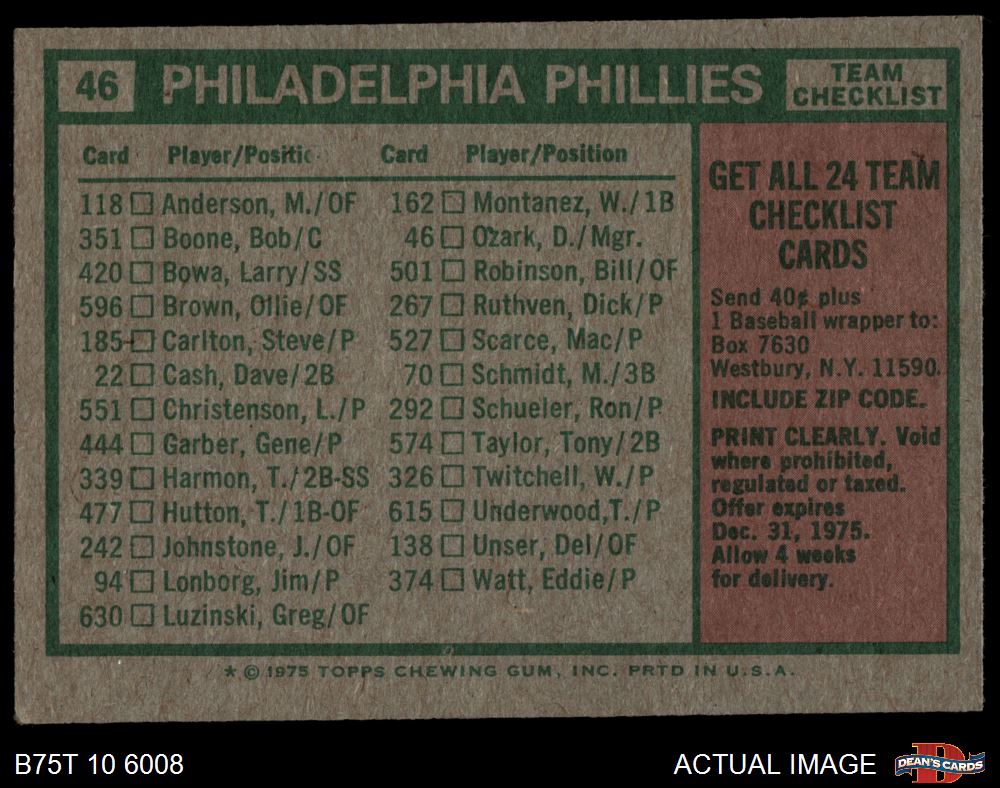 46 PHILADELPHIA PHILLIES TEAM CHECKLIST
Card Player/Positic
118 Anderson, M./OF
351 Boone, Bob/C
420 Bowa, Larry/SS
596 Brown, Ollie/OF
185 Carlton, Steve/P
22 Cash, Dave/2B
551 Christenson, L./P
444 Garber, Gene/P
339 Harmon, T./2B-SS
477 Hutton, T./1B-OF
242 Johnstone, J./OF
94 Lonborg, Jim/P
630 Luzinski, Greg/OF
Card Player/Position
162 Montanez, W./1B
46 Ozark, D./Mgr.
501 Robinson, Bill/OF
267 Ruthven, Dick/P
527 Scarce, Mac/P
70 Schmidt, M./3B
292 Schueler, Ron/P
574 Taylor, Tony/2B
326 Twitchell, W./P
615 Underwood,T./P
138 Unser, Del/OF
374 Watt, Eddie/P
GET ALL 24 TEAM
CHECKLIST
CARDS
Send 40¢ plus
1 Baseball wrapper to:
Box 7630
Westbury, N.Y. 11590.
INCLUDE ZIP CODE.
PRINT CLEARLY. Void
where prohibited,
regulated or taxed.
Offer expires
Dec. 31, 1975.
Allow 4 weeks
for delivery.
* © 1975 TOPPS CHEWING GUM, INC. PRTD IN U.S.A.
B75T 10 6008
ACTUAL IMAGE
D
DEAN'S CARDS